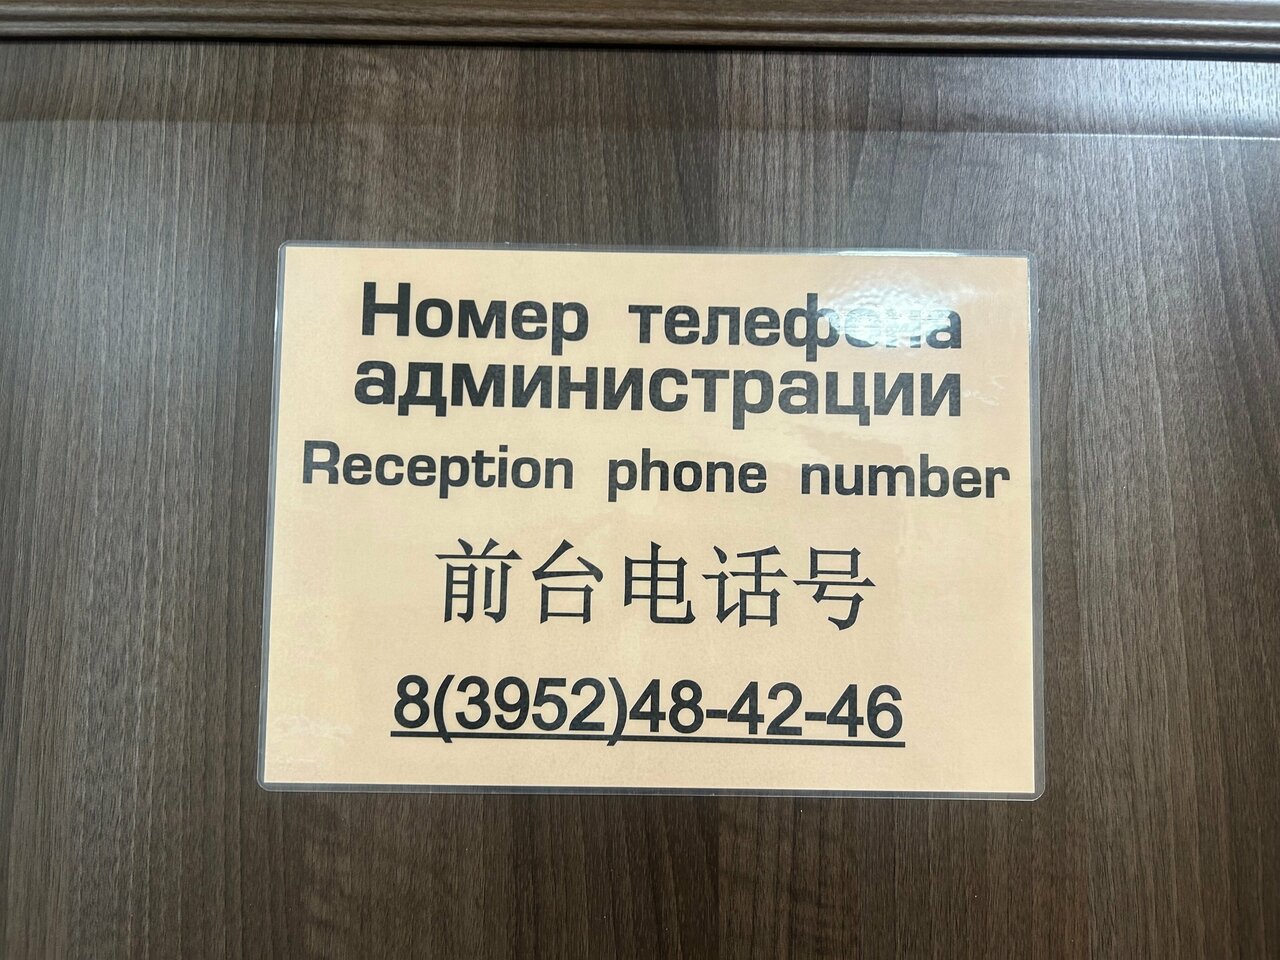 Номер телефона
администрации
Reception phone number
前台电话号
8(3952)48-42-46